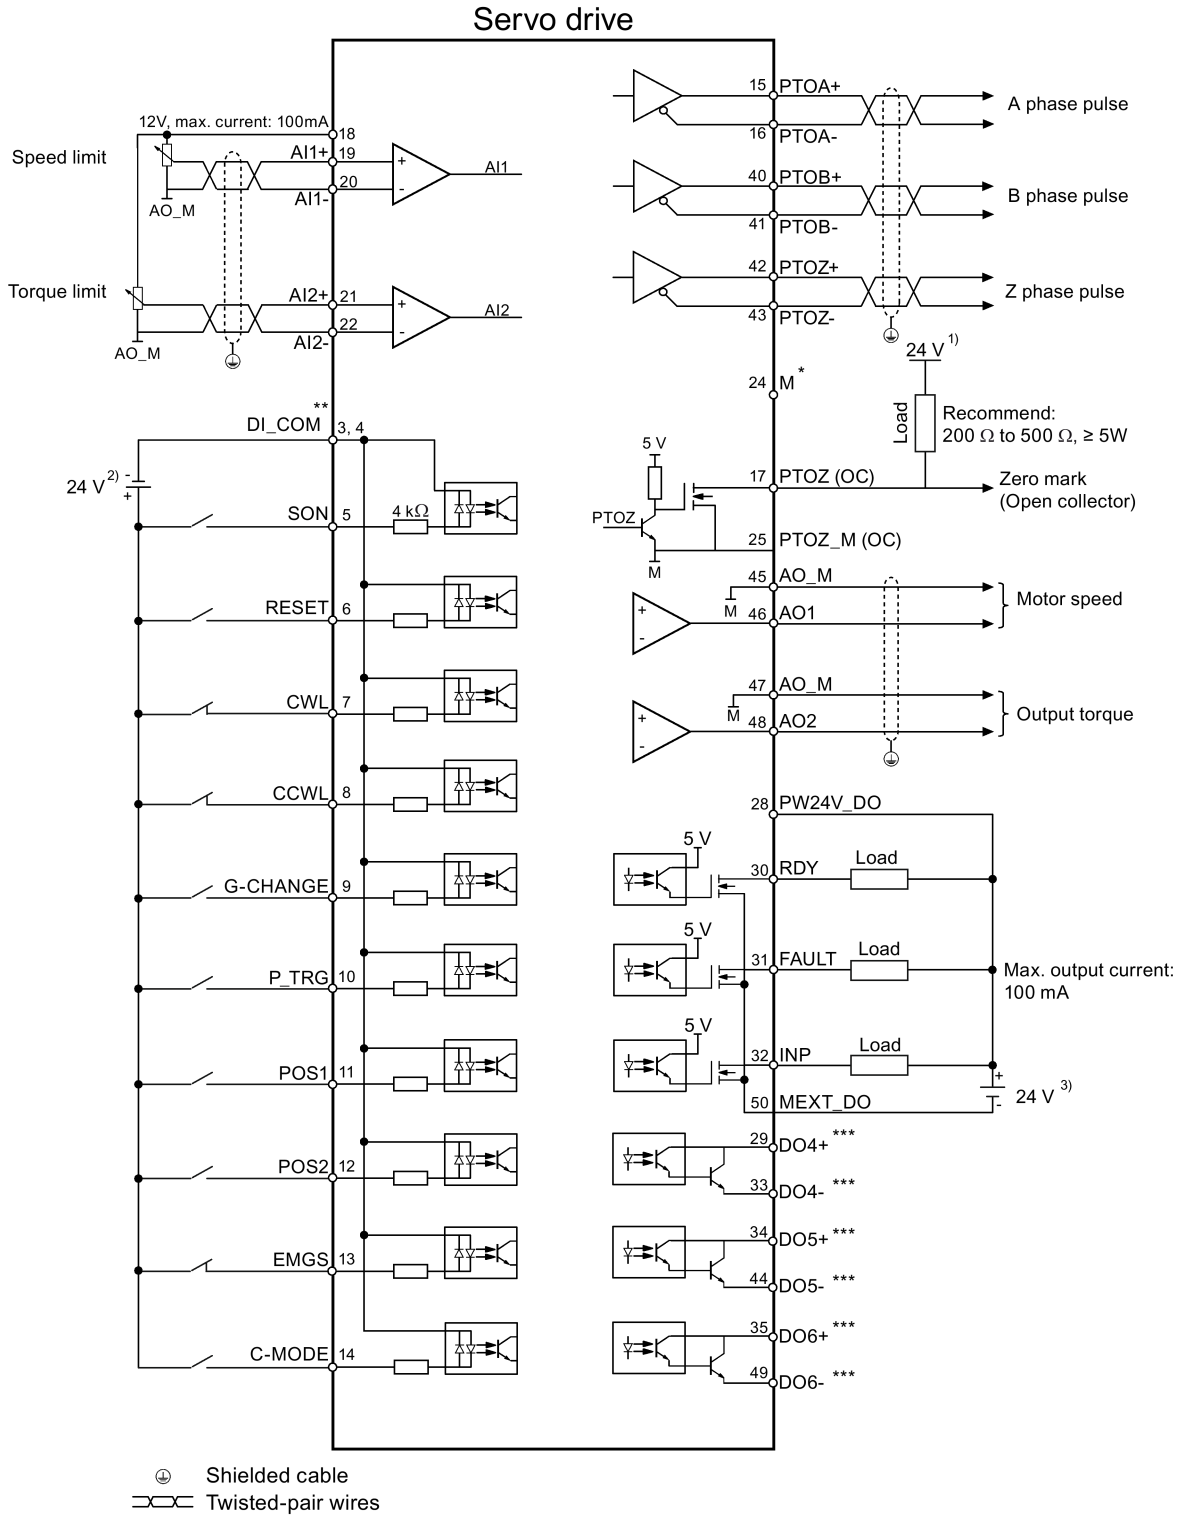 Servo drive
12V, max. current: 100mA
18
Speed limit
AI1+
19
+
AI1
20
-
AI1-
AO_M
Torque limit
AI2+
21
+
AI2
22
-
AI2-
AO_M
**
DI_COM
3, 4
24 V 2)
-
+
SON
5
4 kΩ
RESET
6
CWL
7
CCWL
8
G-CHANGE
9
P_TRG
10
POS1
11
POS2
12
EMGS
13
C-MODE
14
15
PTOA+
A phase pulse
16
PTOA-
40
PTOB+
B phase pulse
41
PTOB-
42
PTOZ+
Z phase pulse
43
PTOZ-
24 V 1)
24
M *
Load
Recommend:
200 Ω to 500 Ω, ≥ 5W
5 V
17
PTOZ (OC)
Zero mark
(Open collector)
PTOZ
25
PTOZ_M (OC)
M
45
AO_M
M
Motor speed
+
-
46
AO1
47
AO_M
M
Output torque
+
-
48
AO2
28
PW24V_DO
5 V
30
RDY
Load
5 V
31
FAULT
Load
Max. output current:
100 mA
5 V
32
INP
Load
+
24 V 3)
-
50
MEXT_DO
29
DO4+ ***
33
DO4- ***
34
DO5+ ***
44
DO5- ***
35
DO6+ ***
49
DO6- ***
Shielded cable
Twisted-pair wires